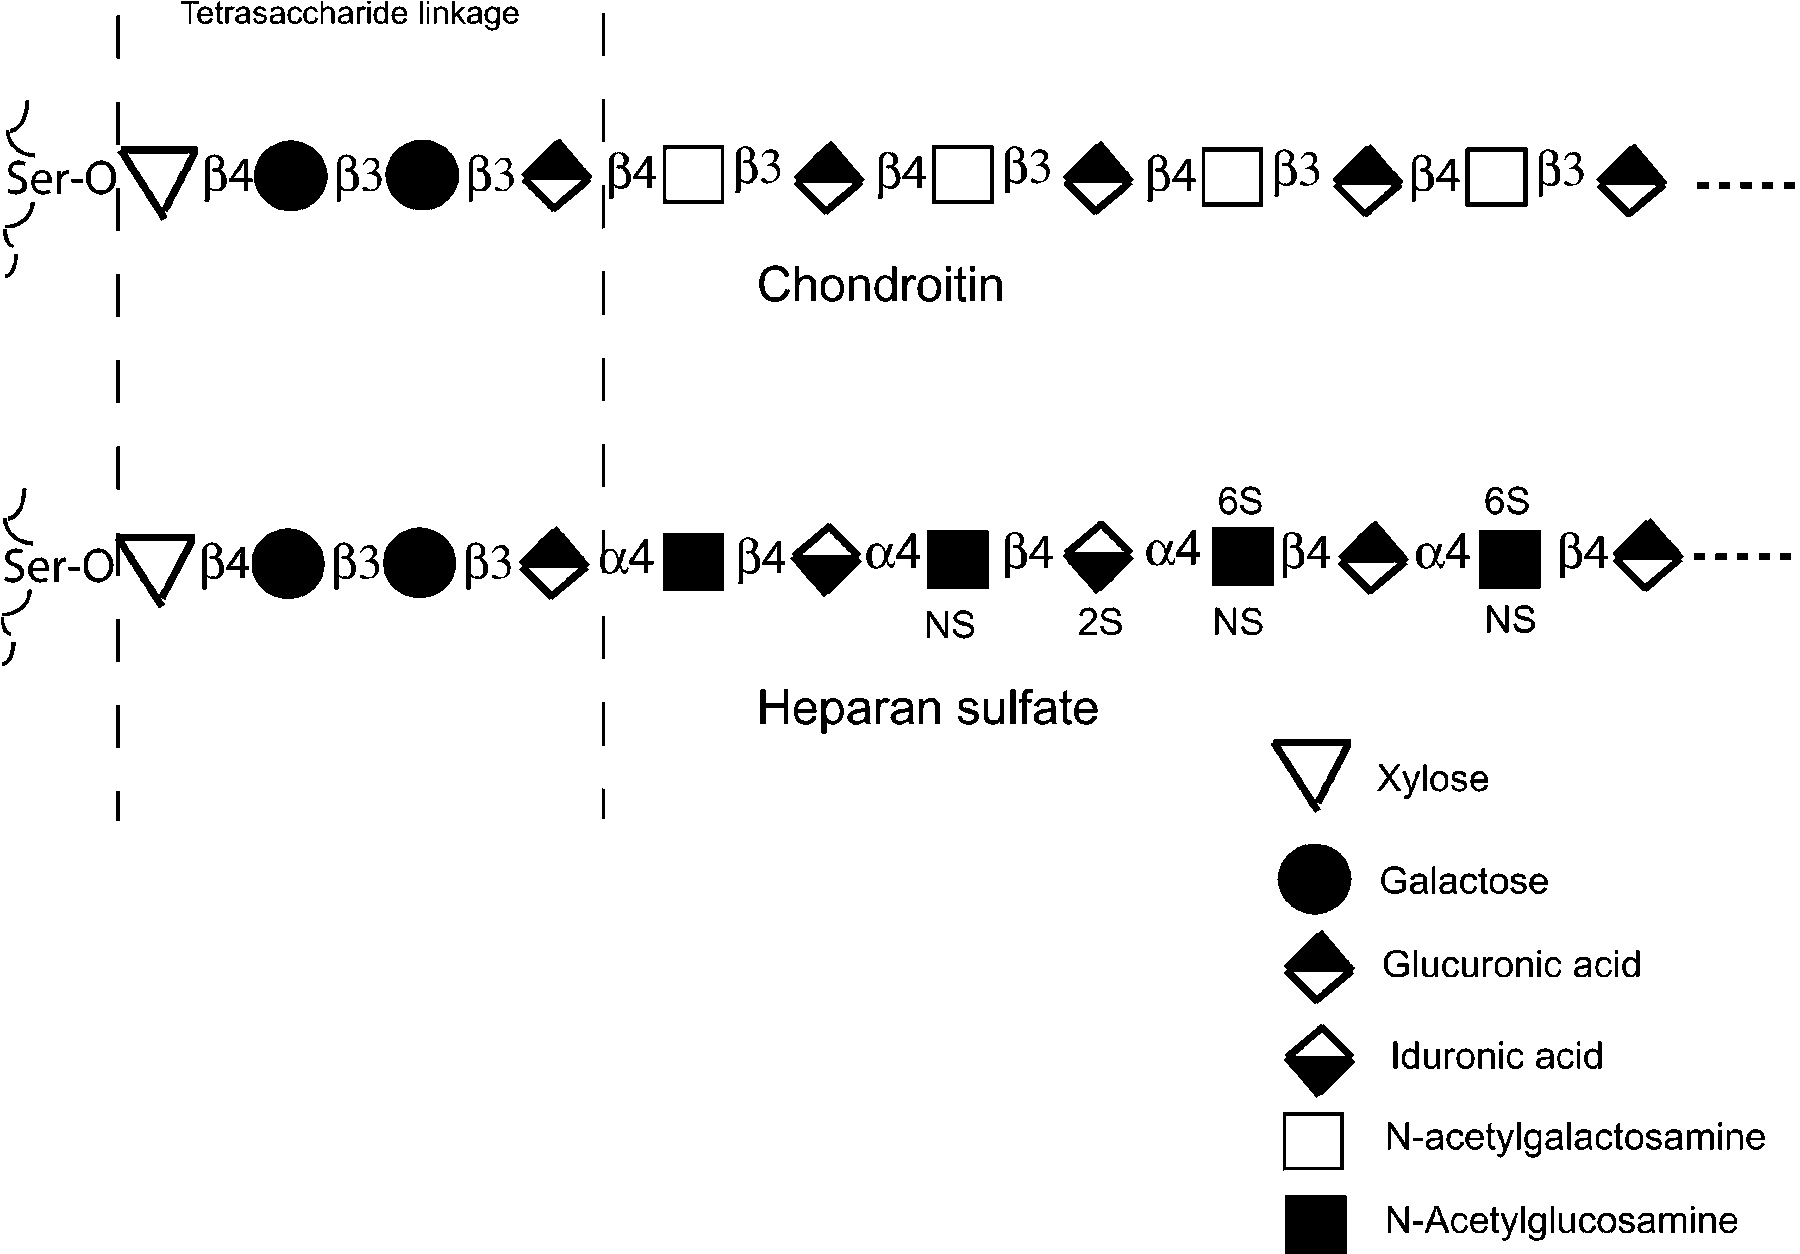 Tetrasaccharide linkage
Ser-O β4 β3 β3 β4 β3 β4 β3 β4 β3 β4 β3
Chondroitin
6S 6S
Ser-O β4 β3 β3 α4 β4 α4 β4 α4 β4 α4 β4
NS 2S NS NS
Heparan sulfate
Xylose
Galactose
Glucuronic acid
Iduronic acid
N-acetylgalactosamine
N-Acetylglucosamine